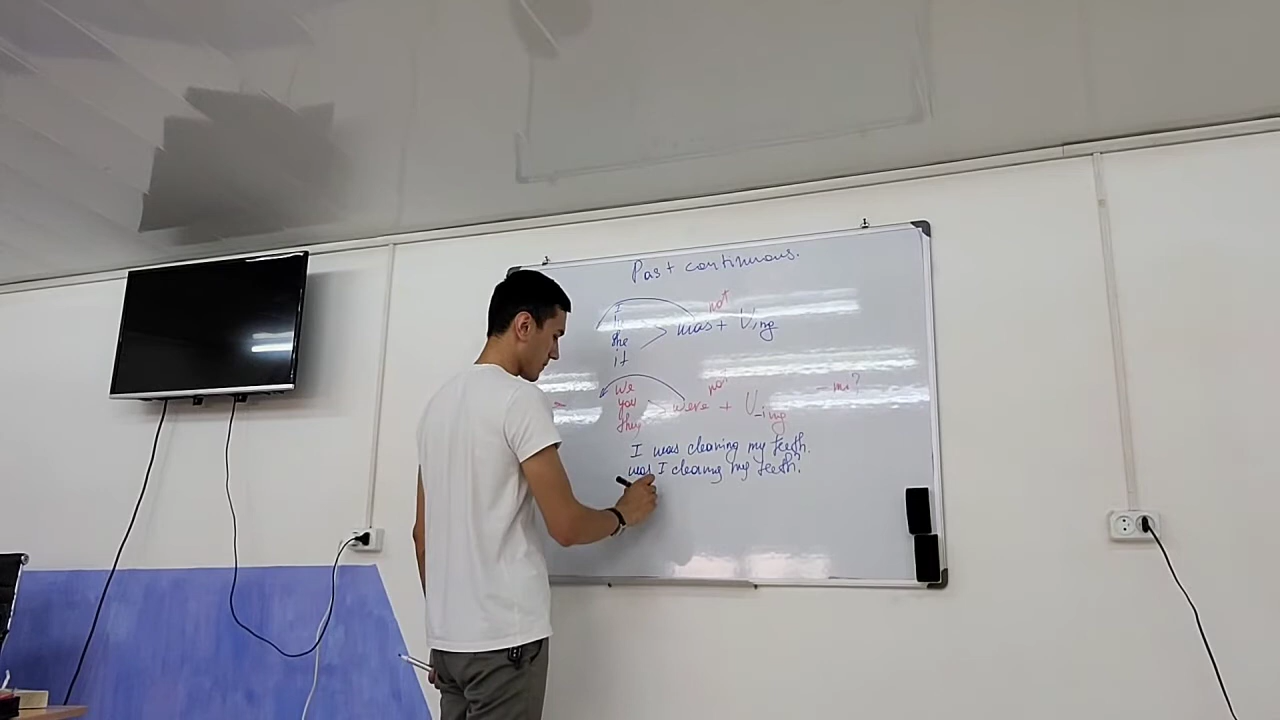 Past continuous.
I not
he was + Ving
she
it
we not
you were + V-ing
they
I was cleaning my teeth.
was I cleaning my teeth?